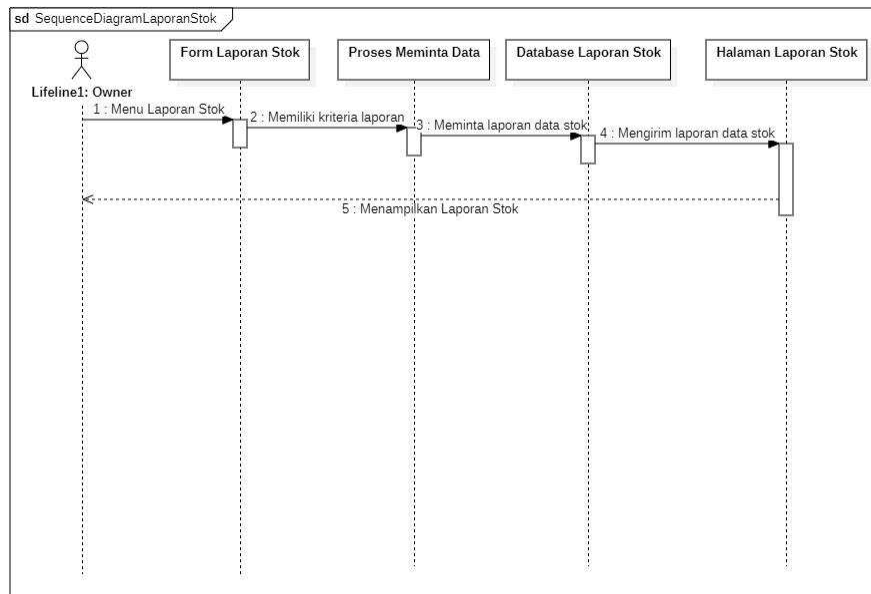 sd SequenceDiagramLaporanStok
Form Laporan Stok
Proses Meminta Data
Database Laporan Stok
Halaman Laporan Stok
Lifeline1: Owner
1 : Menu Laporan Stok
2 : Memiliki kriteria laporan
3 : Meminta laporan data stok
4 : Mengirim laporan data stok
5 : Menampilkan Laporan Stok